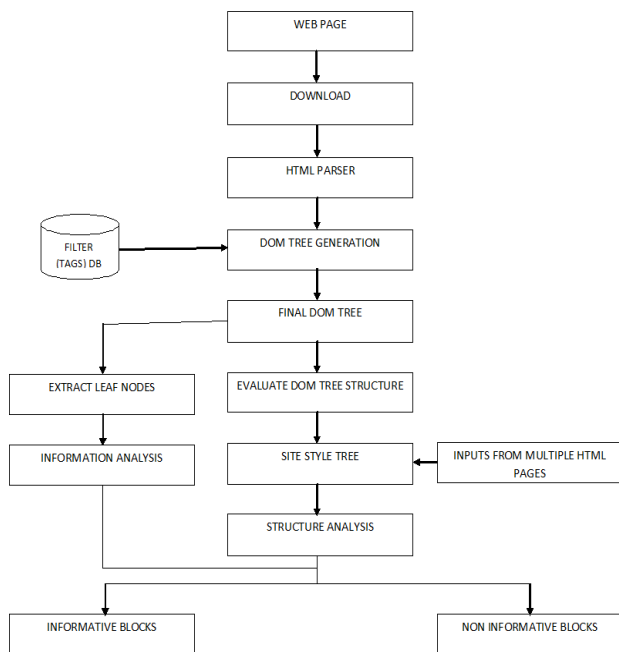 WEB PAGE
DOWNLOAD
HTML PARSER
FILTER
(TAGS) DB
DOM TREE GENERATION
FINAL DOM TREE
EXTRACT LEAF NODES
EVALUATE DOM TREE STRUCTURE
INFORMATION ANALYSIS
SITE STYLE TREE
INPUTS FROM MULTIPLE HTML
PAGES
STRUCTURE ANALYSIS
INFORMATIVE BLOCKS
NON INFORMATIVE BLOCKS